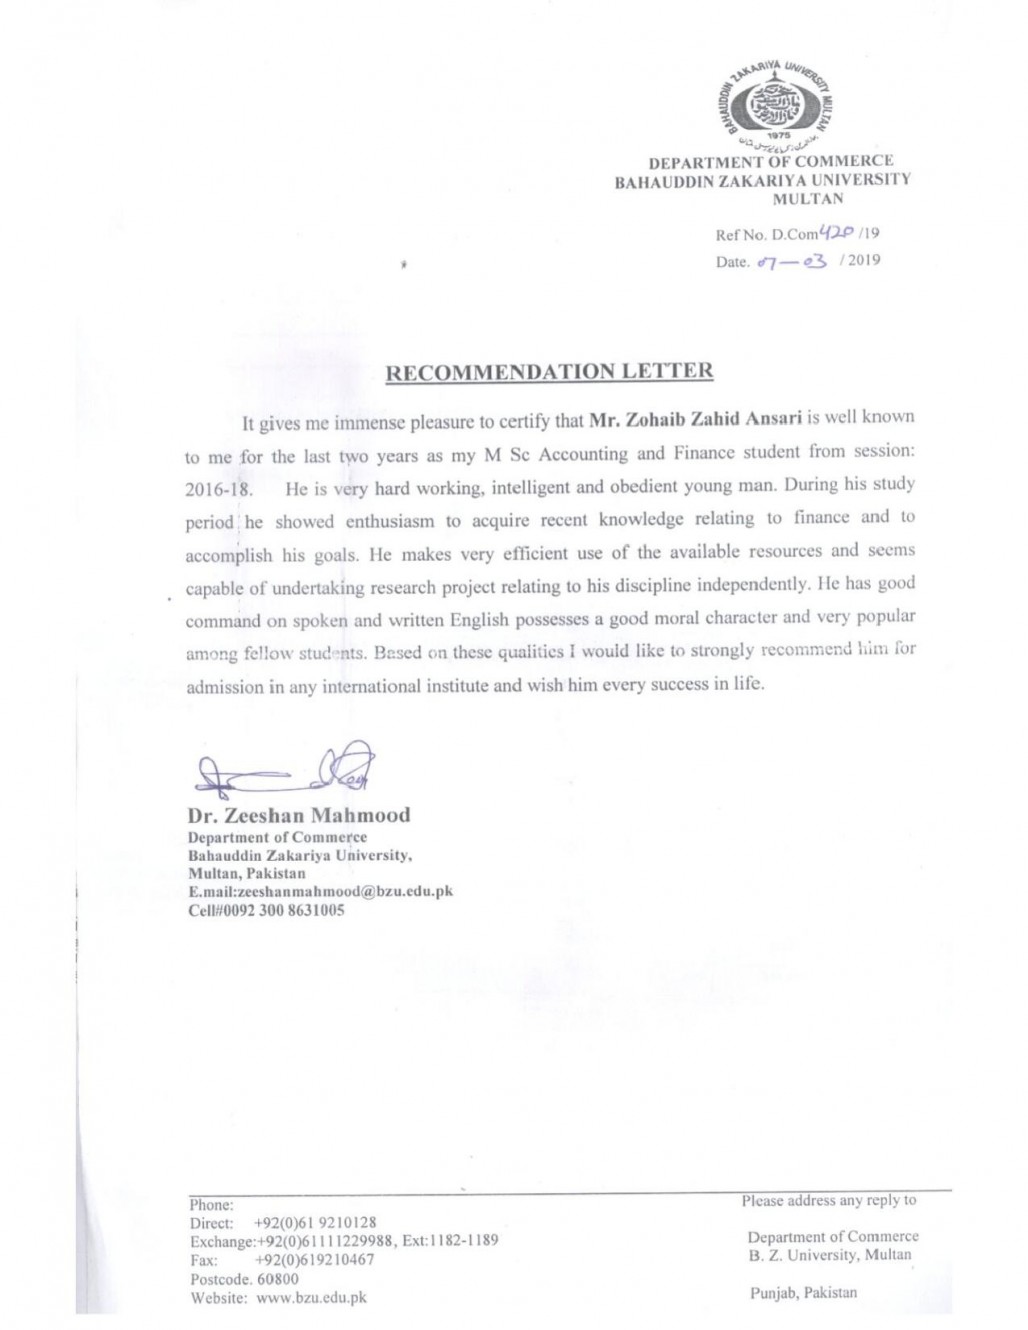 BAHAUDDIN ZAKARIYA UNIVERSITY MULTAN
1975
DEPARTMENT OF COMMERCE
BAHAUDDIN ZAKARIYA UNIVERSITY
MULTAN
Ref No. D.Com 420 /19
Date. 07-03 / 2019
RECOMMENDATION LETTER
It gives me immense pleasure to certify that Mr. Zohaib Zahid Ansari is well known
to me for the last two years as my M Sc Accounting and Finance student from session:
2016-18. He is very hard working, intelligent and obedient young man. During his study
period he showed enthusiasm to acquire recent knowledge relating to finance and to
accomplish his goals. He makes very efficient use of the available resources and seems
capable of undertaking research project relating to his discipline independently. He has good
command on spoken and written English possesses a good moral character and very popular
among fellow students. Based on these qualities I would like to strongly recommend him for
admission in any international institute and wish him every success in life.
Dr. Zeeshan Mahmood
Department of Commerce
Bahauddin Zakariya University,
Multan, Pakistan
E.mail:zeeshanmahmood@bzu.edu.pk
Cell#0092 300 8631005
Phone:
Direct: +92(0)61 9210128
Exchange:+92(0)61111229988, Ext:1182-1189
Fax: +92(0)619210467
Postcode. 60800
Website: www.bzu.edu.pk
Please address any reply to
Department of Commerce
B. Z. University, Multan
Punjab, Pakistan